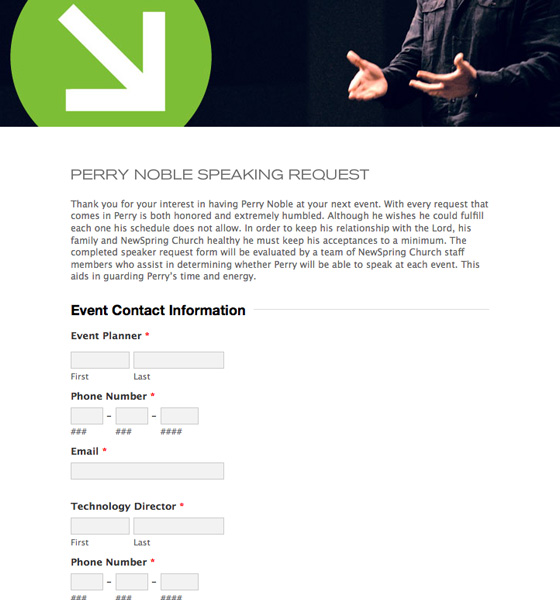 PERRY NOBLE SPEAKING REQUEST
Thank you for your interest in having Perry Noble at your next event. With every request that
comes in Perry is both honored and extremely humbled. Although he wishes he could fulfill
each one his schedule does not allow. In order to keep his relationship with the Lord, his
family and NewSpring Church healthy he must keep his acceptances to a minimum. The
completed speaker request form will be evaluated by a team of NewSpring Church staff
members who assist in determining whether Perry will be able to speak at each event. This
aids in guarding Perry's time and energy.
Event Contact Information
Event Planner *
First Last
Phone Number *
– –
### ### ####
Email *
Technology Director *
First Last
Phone Number *
– –
### ### ####